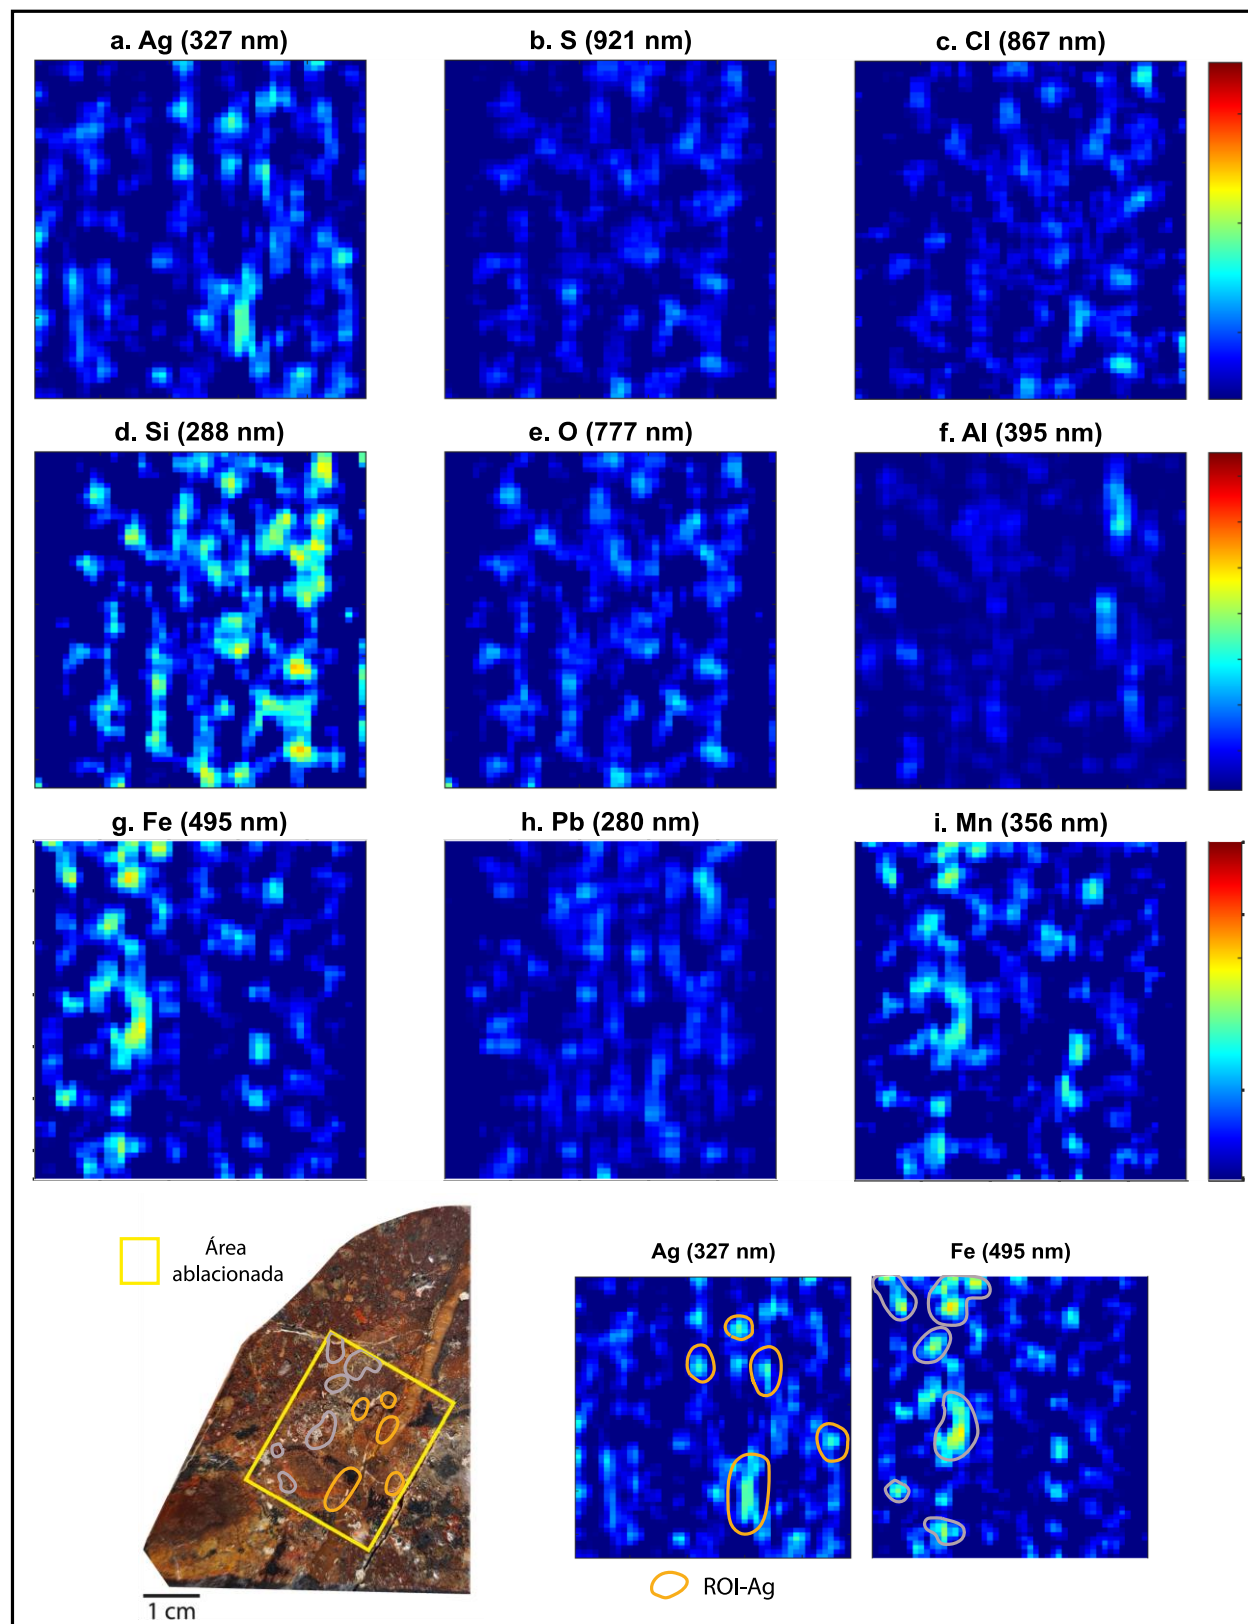 a. Ag (327 nm)
b. S (921 nm)
c. Cl (867 nm)
d. Si (288 nm)
e. O (777 nm)
f. Al (395 nm)
g. Fe (495 nm)
h. Pb (280 nm)
i. Mn (356 nm)
Área
ablacionada
Ag (327 nm)
Fe (495 nm)
ROI-Ag
1 cm